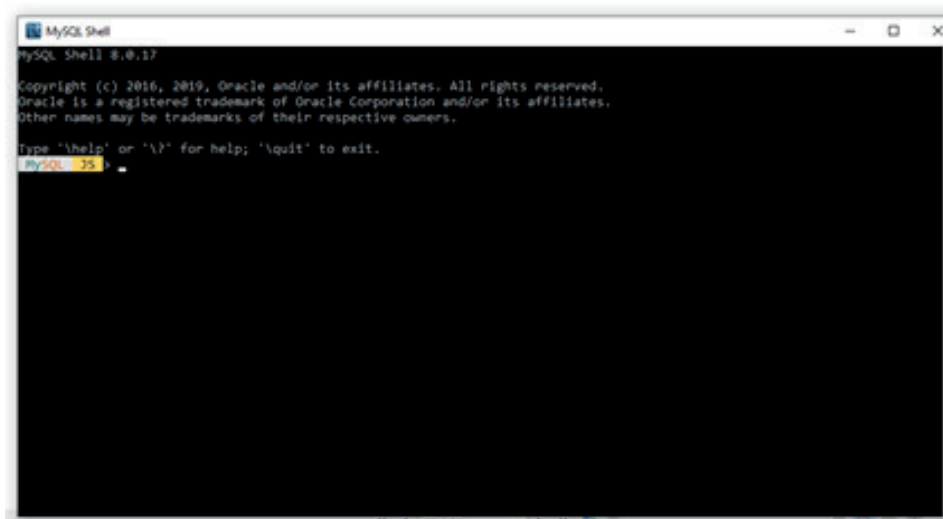 MySQL Shell
MySQL Shell 8.0.17
Copyright (c) 2016, 2019, Oracle and/or its affiliates. All rights reserved.
Oracle is a registered trademark of Oracle Corporation and/or its affiliates.
Other names may be trademarks of their respective owners.
Type '\help' or '\?' for help; '\quit' to exit.
MySQL JS >